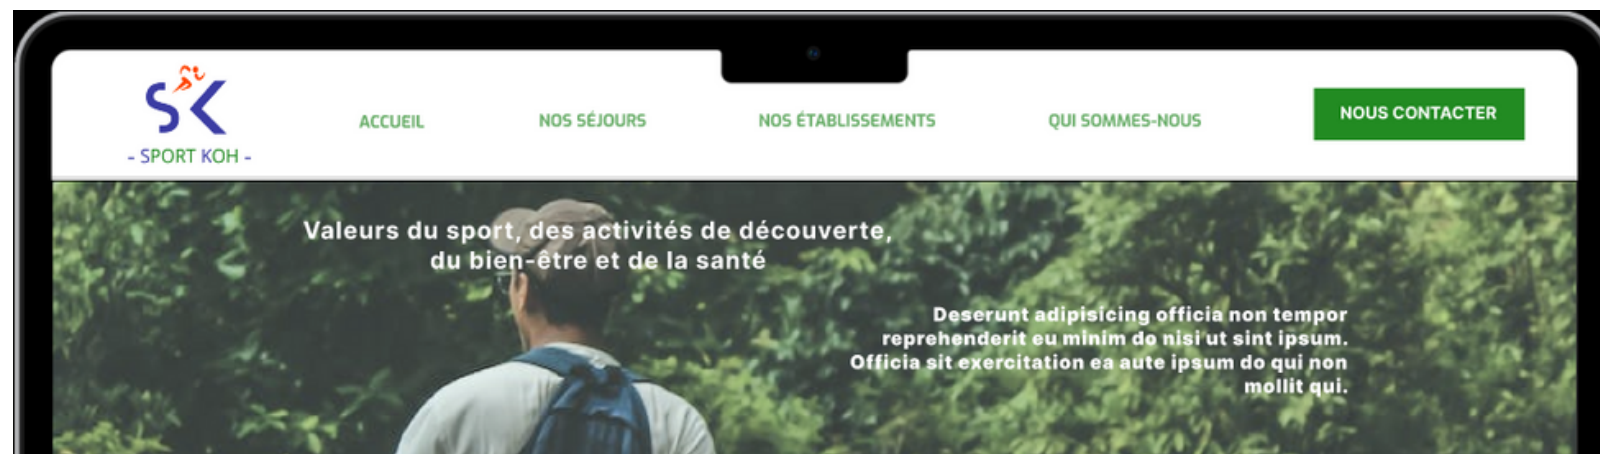 SK
- SPORT KOH -
ACCUEIL
NOS SÉJOURS
NOS ÉTABLISSEMENTS
QUI SOMMES-NOUS
NOUS CONTACTER
Valeurs du sport, des activités de découverte,
du bien-être et de la santé
Deserunt adipisicing officia non tempor
reprehenderit eu minim do nisi ut sint ipsum.
Officia sit exercitation ea aute ipsum do qui non
mollit qui.